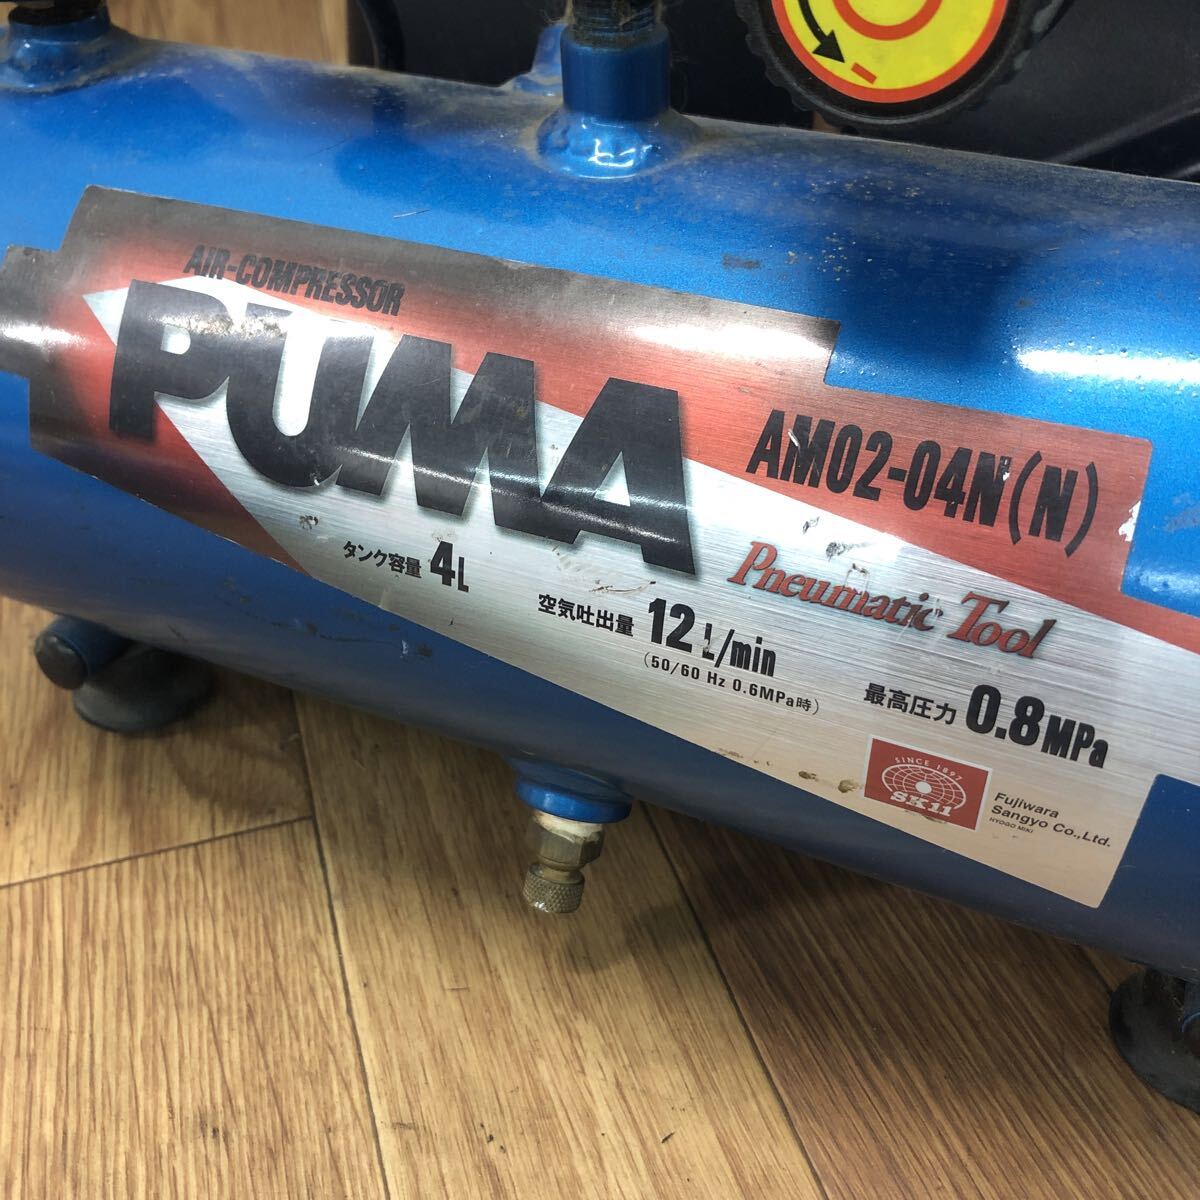 AIR-COMPRESSOR
PUMA
AM02-04N(N)
タンク容量 4L
空気吐出量 12L/min
(50/60 Hz 0.6MPa時)
Pneumatic Tool
最高圧力 0.8MPa
SINCE 1897
SK11
Fujiwara
Sangyo Co.,Ltd.
HYOGO MIKI